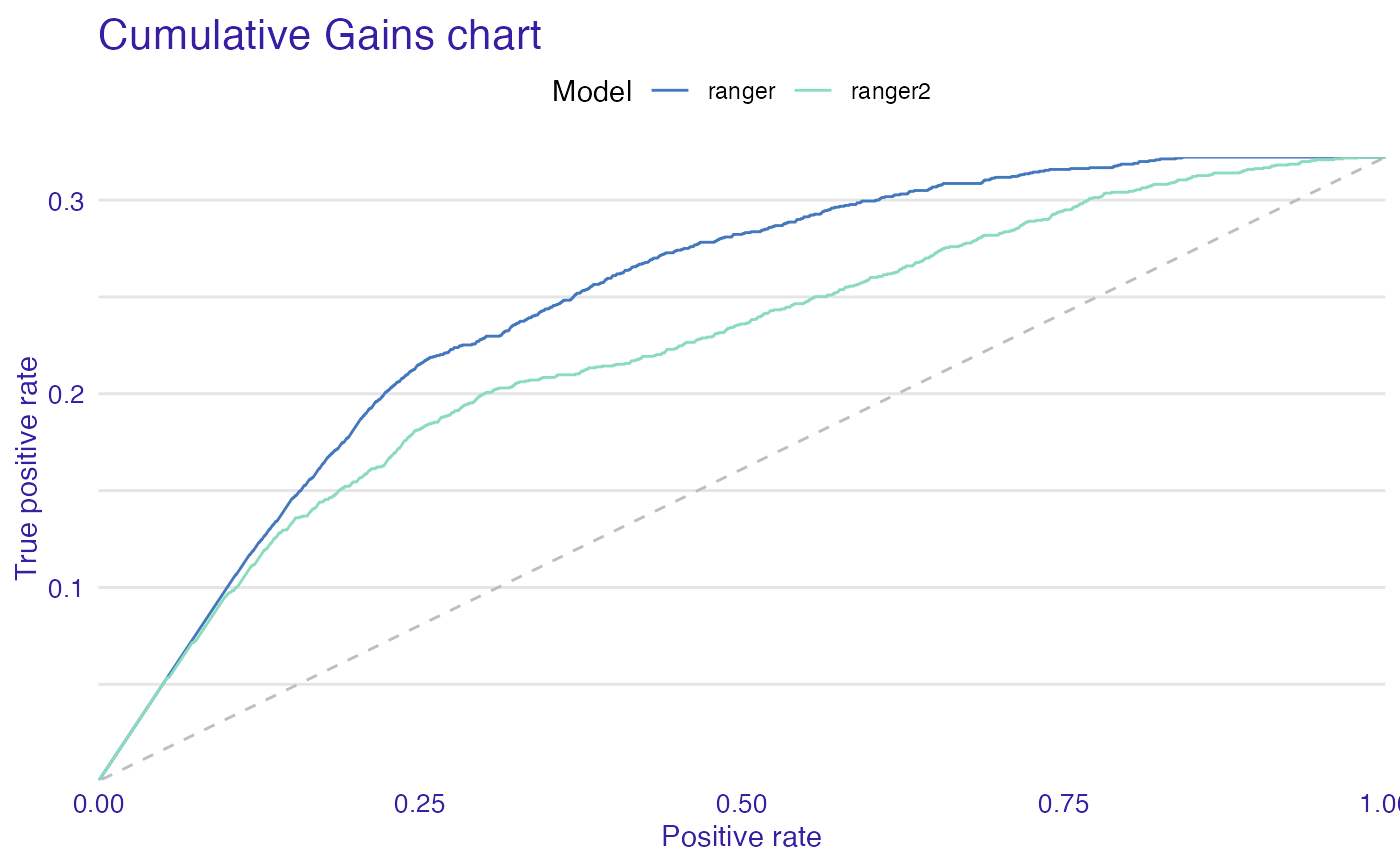 Cumulative Gains chart
Model ranger ranger2
True positive rate
0.3
0.2
0.1
0.00 0.25 0.50 0.75 1.00
Positive rate